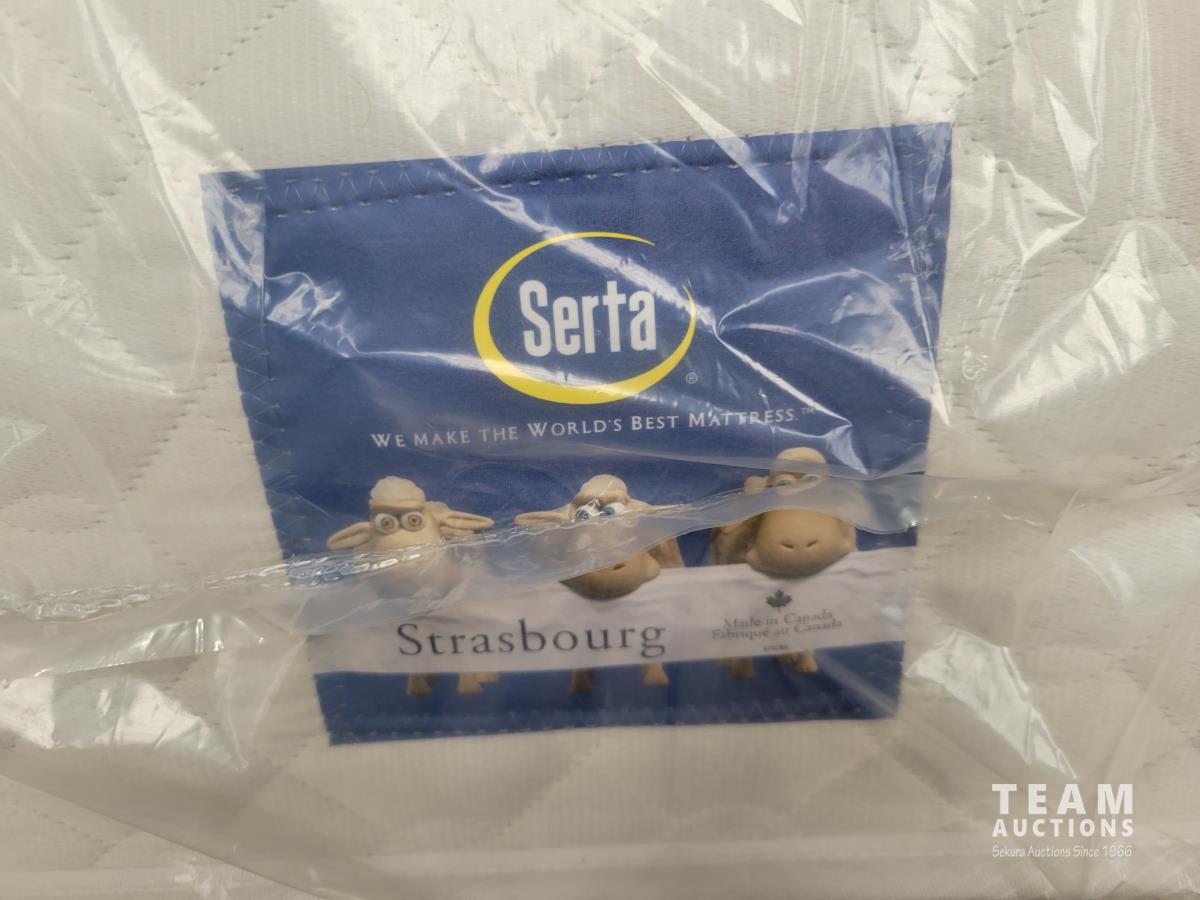 Serta
®
WE MAKE THE WORLD'S BEST MATTRESS.™
Strasbourg
Made in Canada
Fabriqué au Canada
TEAM
AUCTIONS
Sekura Auctions Since 1966